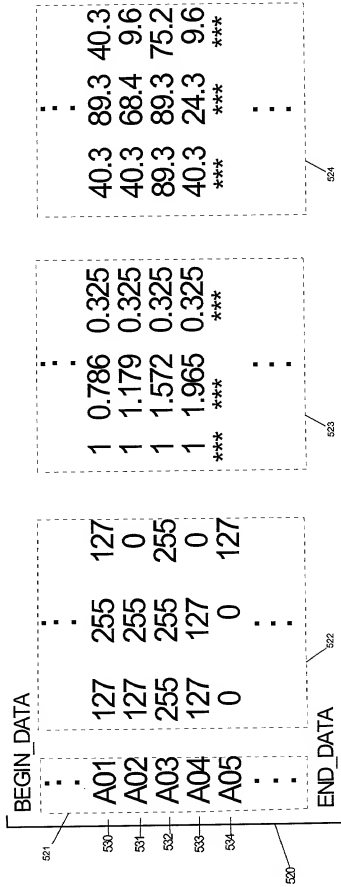 BEGIN_DATA
521
. . . . . . . . . . . .
530 A01 127 255 127 1 0.786 0.325 40.3 89.3 40.3
531 A02 127 255 0 1 1.179 0.325 40.3 68.4 9.6
532 A03 255 255 255 1 1.572 0.325 89.3 89.3 75.2
533 A04 127 127 0 1 1.965 0.325 40.3 24.3 9.6
534 A05 0 0 127 *** *** *** *** *** ***
. . . . . . . . . . . .
END_DATA
520 522 523 524